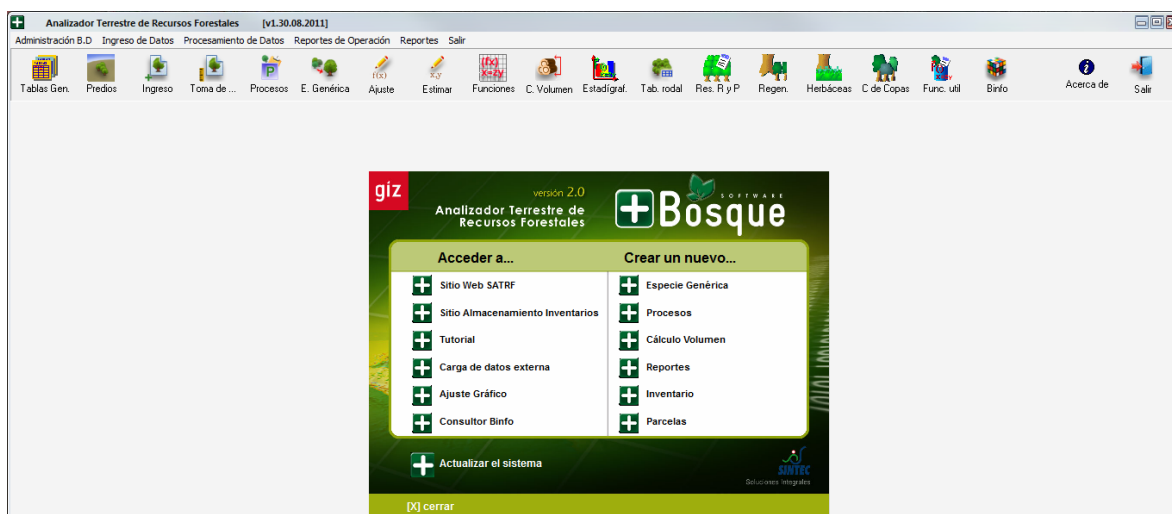 Analizador Terrestre de Recursos Forestales [v1.30.08.2011]
Administración B.D Ingreso de Datos Procesamiento de Datos Reportes de Operación Reportes Salir
Tablas Gen. Predios Ingreso Toma de ... Procesos E. Genérica Ajuste Estimar Funciones C. Volumen Estadígraf. Tab. rodal Res. R y P Regen. Herbáceas C de Copas Func. util Binfo Acerca de Salir
giz
versión 2.0
Analizador Terrestre de
Recursos Forestales
SOFTWARE
+Bosque
Acceder a... Crear un nuevo...
Sitio Web SATRF Especie Genérica
Sitio Almacenamiento Inventarios Procesos
Tutorial Cálculo Volumen
Carga de datos externa Reportes
Ajuste Gráfico Inventario
Consultor Binfo Parcelas
Actualizar el sistema
SINTEC
Soluciones Integrales
[X] cerrar